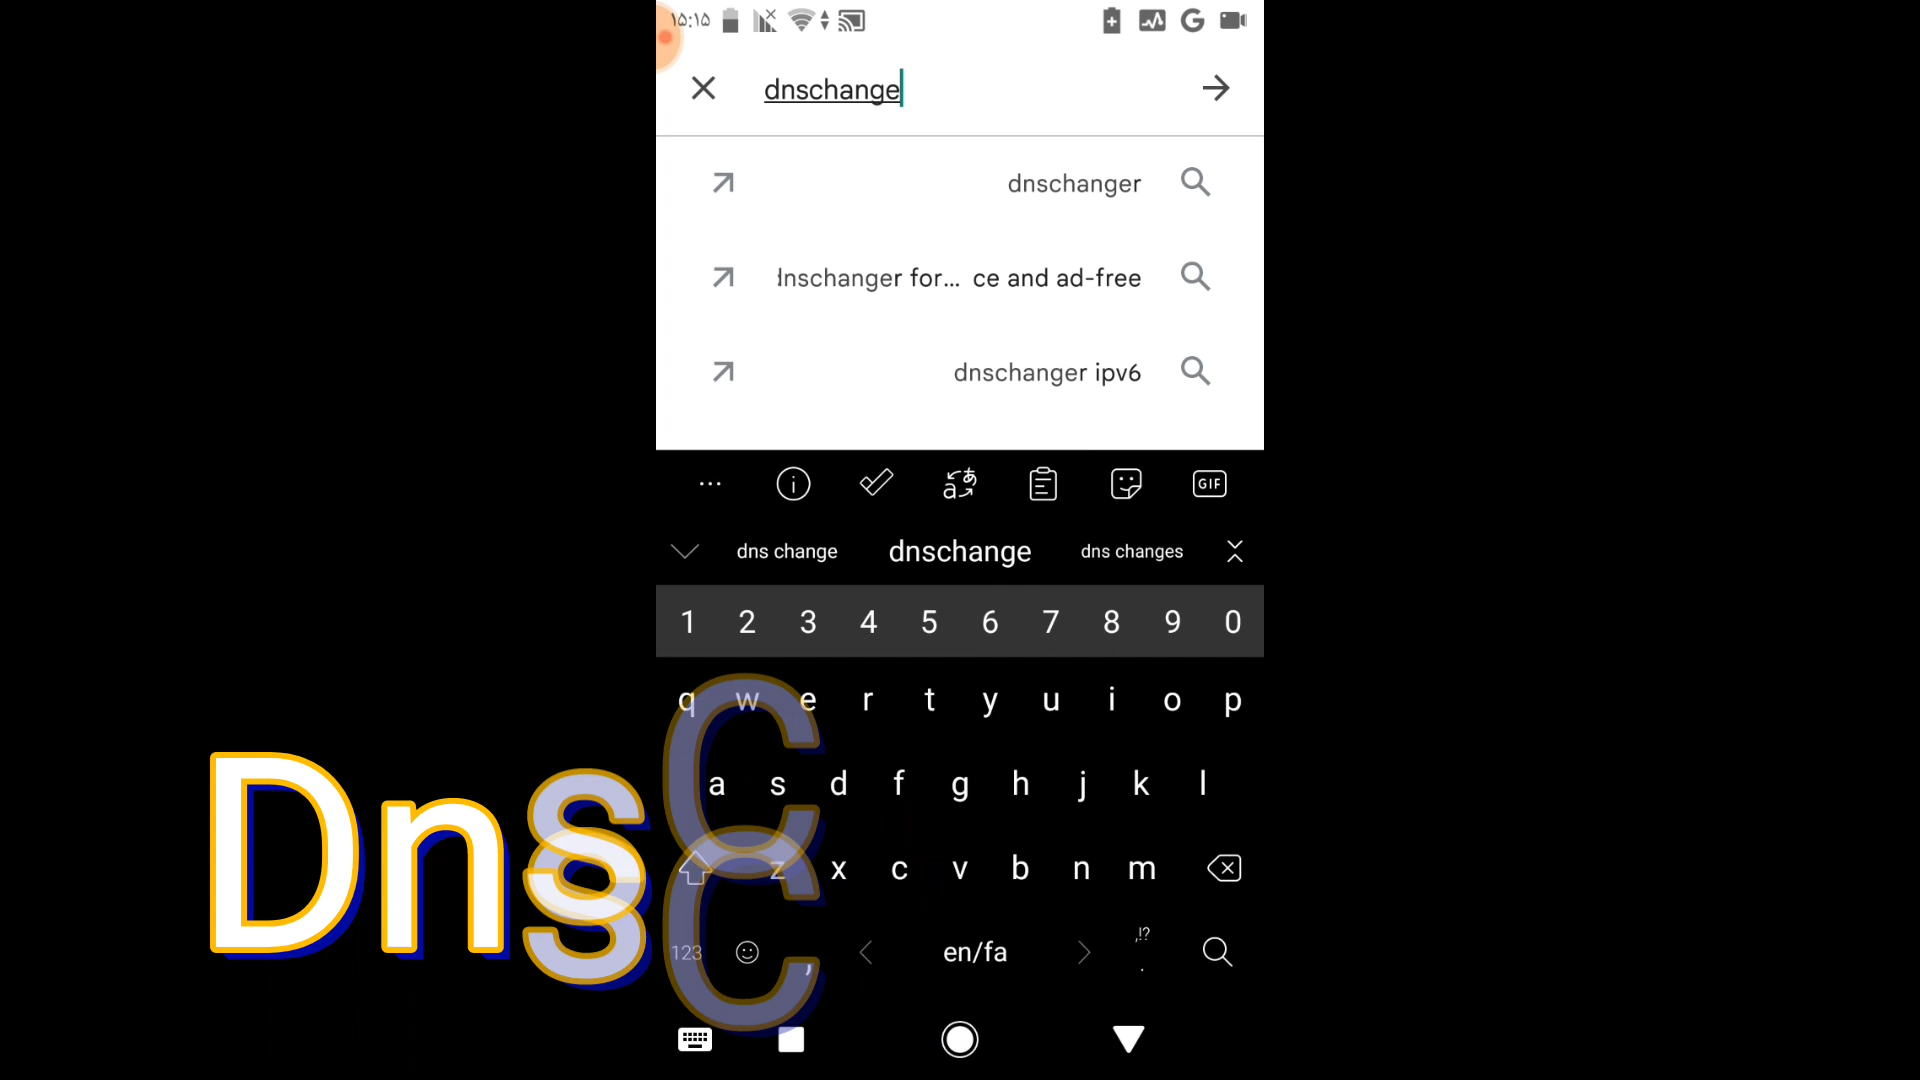 ۱۵:۱۵
dnschange
dnschanger
dnschanger for... ce and ad-free
dnschanger ipv6
GIF
dns change dnschange dns changes
1 2 3 4 5 6 7 8 9 0
q w e r t y u i o p
a s d f g h j k l
z x c v b n m
123 , en/fa ,!? .
DnsC